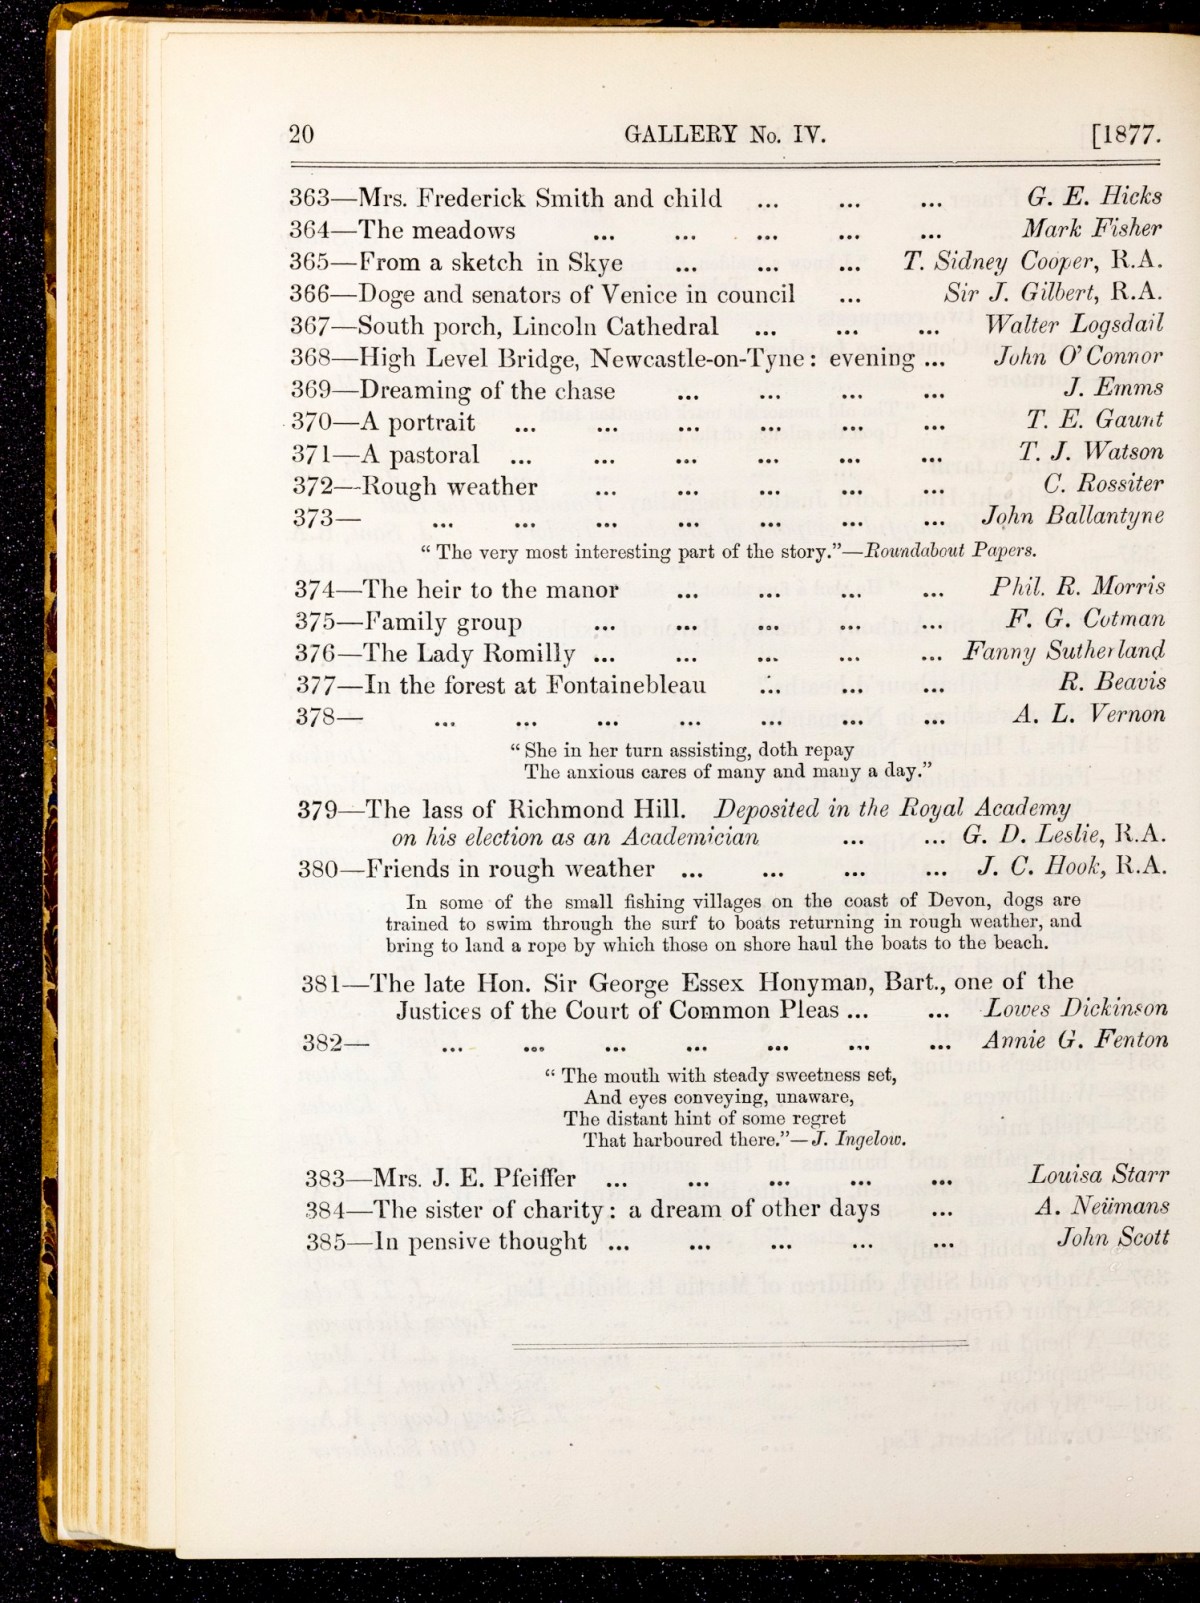 20 GALLERY No. IV. [1877.
363—Mrs. Frederick Smith and child ... ... ... G. E. Hicks
364—The meadows ... ... ... ... ... Mark Fisher
365—From a sketch in Skye ... ... ... T. Sidney Cooper, R.A.
366—Doge and senators of Venice in council ... Sir J. Gilbert, R.A.
367—South porch, Lincoln Cathedral ... ... ... Walter Logsdail
368—High Level Bridge, Newcastle-on-Tyne: evening ... John O'Connor
369—Dreaming of the chase ... ... ... ... J. Emms
370—A portrait ... ... ... ... ... ... T. E. Gaunt
371—A pastoral ... ... ... ... ... ... T. J. Watson
372—Rough weather ... ... ... ... ... C. Rossiter
373— ... ... ... ... ... ... ... John Ballantyne
“ The very most interesting part of the story.”—Roundabout Papers.
374—The heir to the manor ... ... ... ... Phil. R. Morris
375—Family group ... ... ... ... ... F. G. Cotman
376—The Lady Romilly ... ... ... ... ... Fanny Sutherland
377—In the forest at Fontainebleau ... ... ... R. Beavis
378— ... ... ... ... ... ... ... A. L. Vernon
“ She in her turn assisting, doth repay
The anxious cares of many and many a day.”
379—The lass of Richmond Hill. Deposited in the Royal Academy
on his election as an Academician ... ... G. D. Leslie, R.A.
380—Friends in rough weather ... ... ... ... J. C. Hook, R.A.
In some of the small fishing villages on the coast of Devon, dogs are
trained to swim through the surf to boats returning in rough weather, and
bring to land a rope by which those on shore haul the boats to the beach.
381—The late Hon. Sir George Essex Honyman, Bart., one of the
Justices of the Court of Common Pleas ... ... Lowes Dickinson
382— ... ... ... ... ... ... ... Annie G. Fenton
“ The mouth with steady sweetness set,
And eyes conveying, unaware,
The distant hint of some regret
That harboured there.”—J. Ingelow.
383—Mrs. J. E. Pfeiffer ... ... ... ... ... Louisa Starr
384—The sister of charity: a dream of other days ... A. Neümans
385—In pensive thought ... ... ... ... ... John Scott